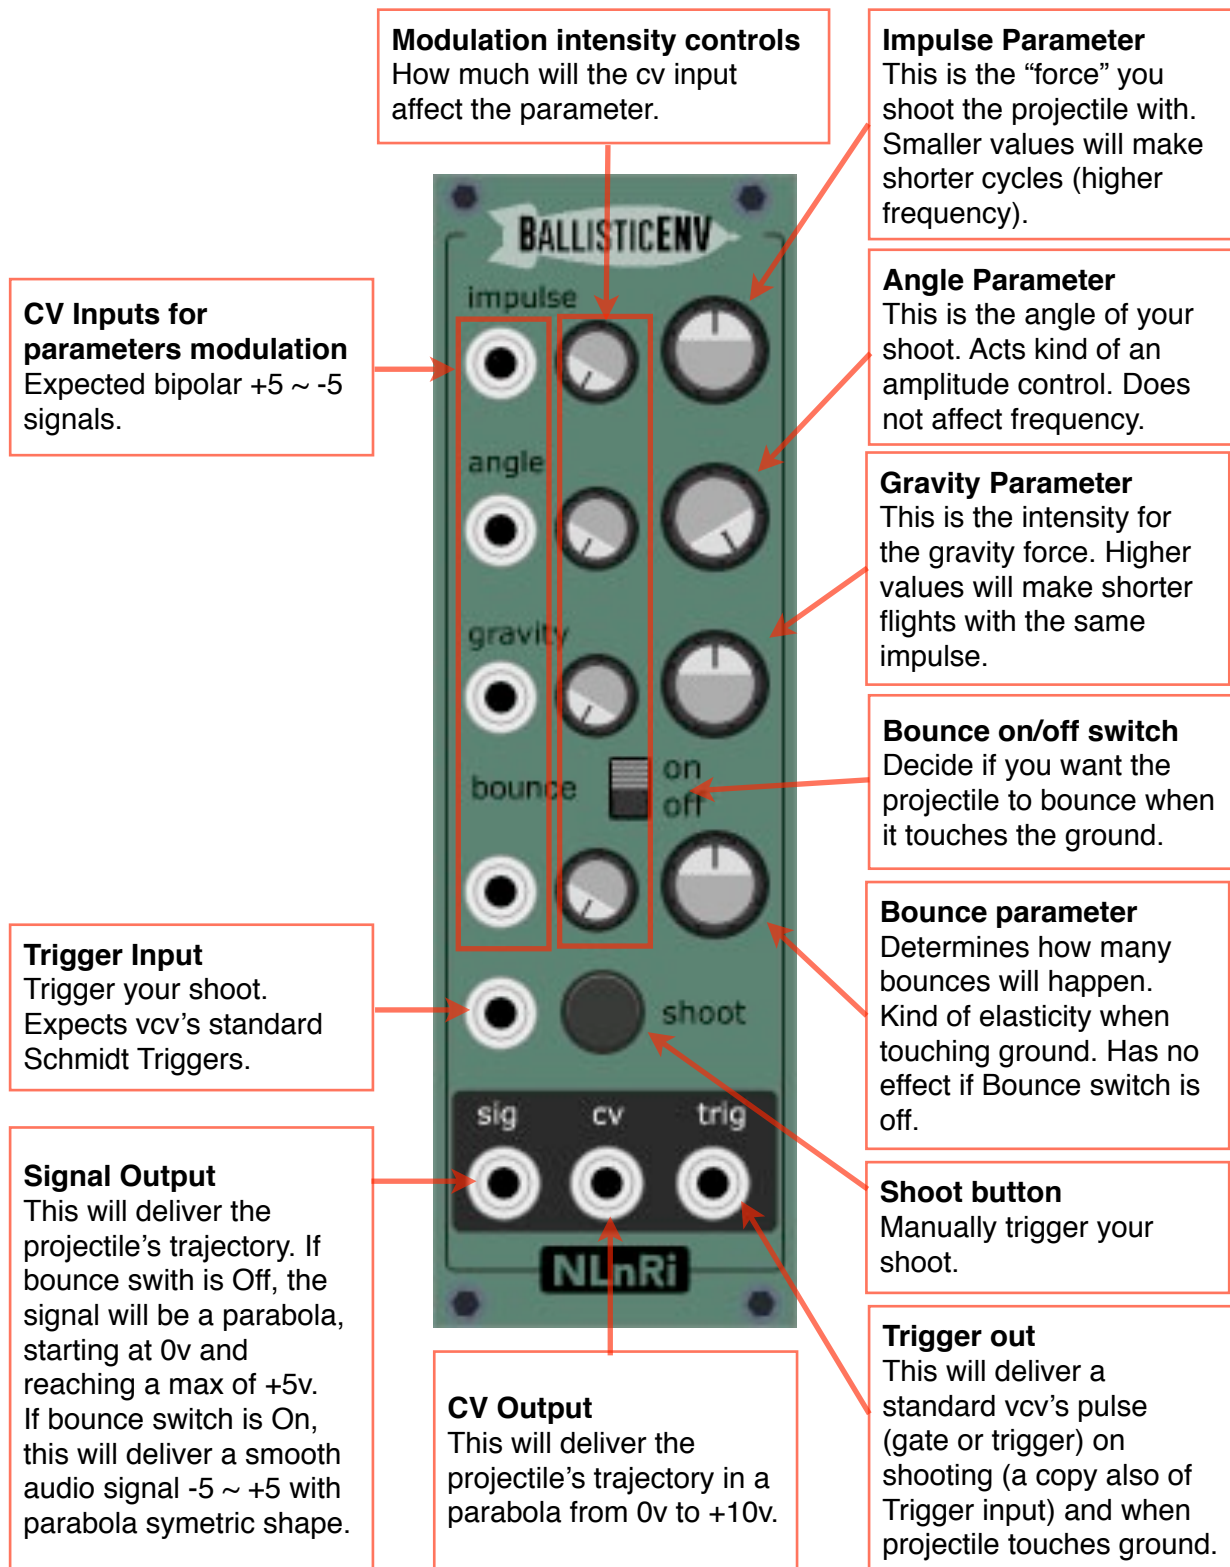 Modulation intensity controls
How much will the cv input
affect the parameter.
Impulse Parameter
This is the “force” you
shoot the projectile with.
Smaller values will make
shorter cycles (higher
frequency).
CV Inputs for
parameters modulation
Expected bipolar +5 ~ -5
signals.
Angle Parameter
This is the angle of your
shoot. Acts kind of an
amplitude control. Does
not affect frequency.
Gravity Parameter
This is the intensity for
the gravity force. Higher
values will make shorter
flights with the same
impulse.
Bounce on/off switch
Decide if you want the
projectile to bounce when
it touches the ground.
Bounce parameter
Determines how many
bounces will happen.
Kind of elasticity when
touching ground. Has no
effect if Bounce switch is
off.
Trigger Input
Trigger your shoot.
Expects vcv's standard
Schmidt Triggers.
Signal Output
This will deliver the
projectile's trajectory. If
bounce swith is Off, the
signal will be a parabola,
starting at 0v and
reaching a max of +5v.
If bounce switch is On,
this will deliver a smooth
audio signal -5 ~ +5 with
parabola symetric shape.
CV Output
This will deliver the
projectile's trajectory in a
parabola from 0v to +10v.
Shoot button
Manually trigger your
shoot.
Trigger out
This will deliver a
standard vcv's pulse
(gate or trigger) on
shooting (a copy also of
Trigger input) and when
projectile touches ground.
BALLISTICENV
impulse
angle
gravity
bounce
on
off
shoot
sig cv trig
NLnRi